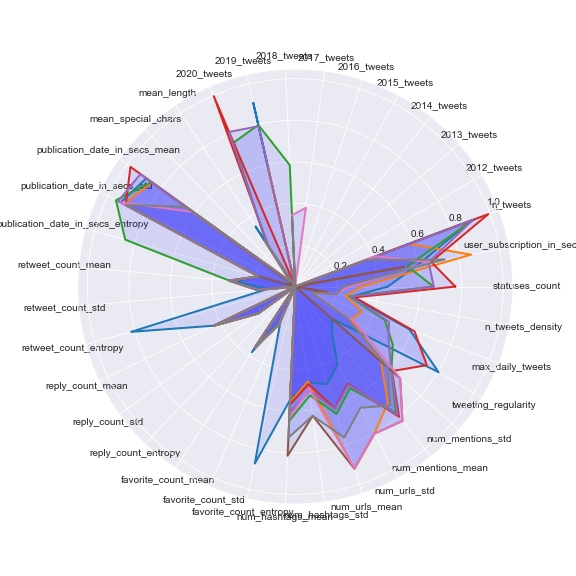 2018_tweets
2017_tweets
2019_tweets
2016_tweets
2020_tweets
2015_tweets
mean_length
2014_tweets
mean_special_chars
2013_tweets
publication_date_in_secs_mean
2012_tweets
publication_date_in_secs_std
1.0
n_tweets
0.8
publication_date_in_secs_entropy
0.6
user_subscription_in_sec
0.4
retweet_count_mean
0.2
statuses_count
retweet_count_std
n_tweets_density
retweet_count_entropy
max_daily_tweets
reply_count_mean
tweeting_regularity
reply_count_std
num_mentions_std
reply_count_entropy
num_mentions_mean
favorite_count_mean
num_urls_std
favorite_count_std
num_urls_mean
favorite_count_entropy
num_hashtags_std
num_hashtags_mean